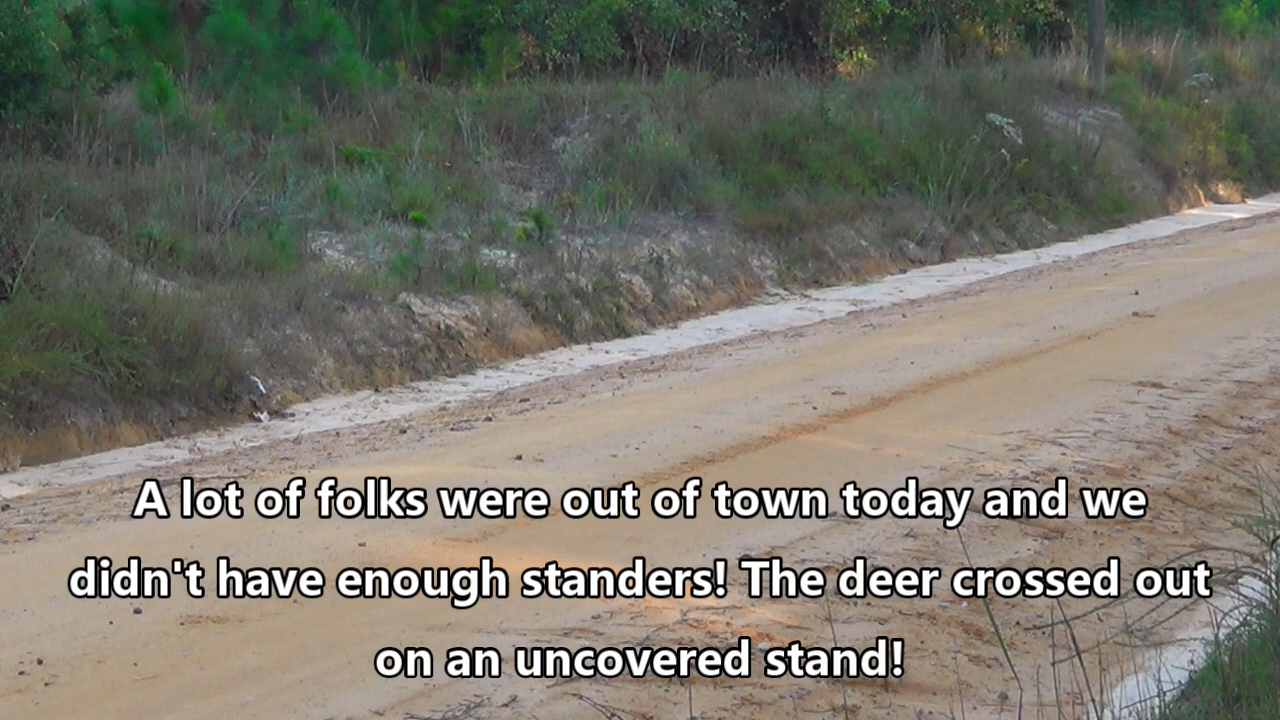 A lot of folks were out of town today and we
didn't have enough standers! The deer crossed out
on an uncovered stand!